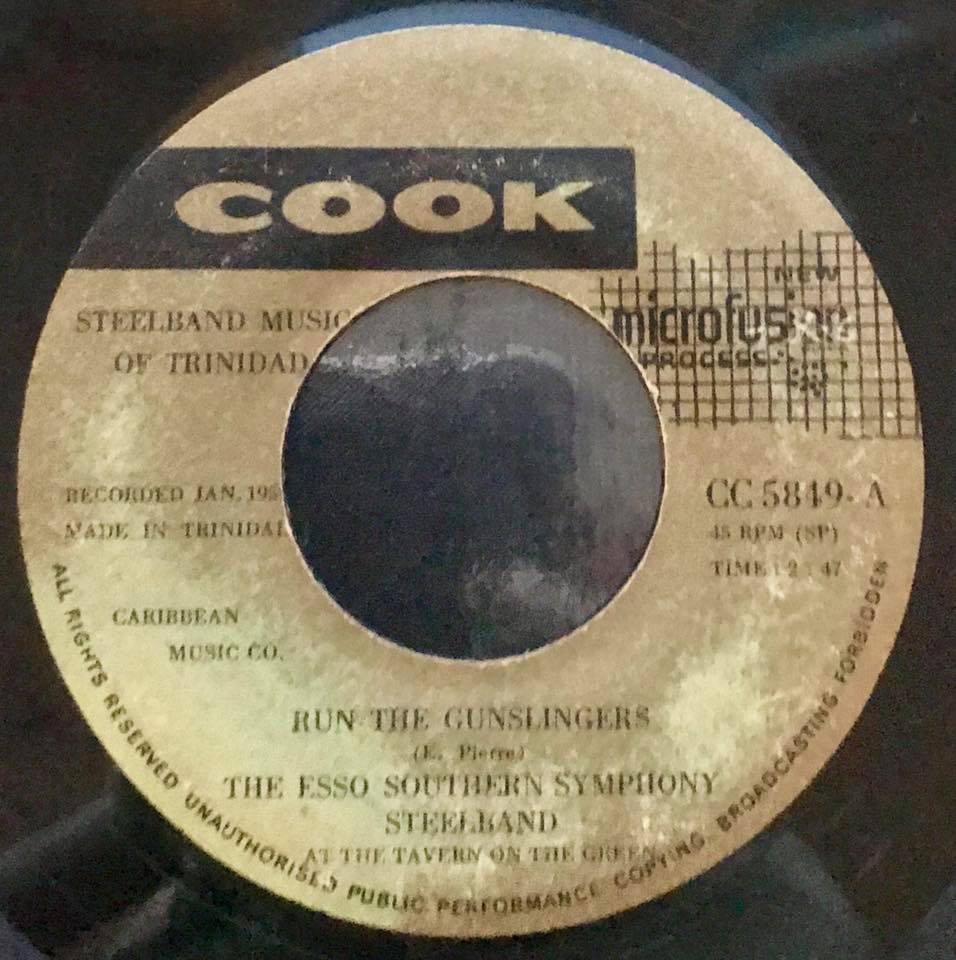 COOK
NEW
microfusion
PROCESS
STEELBAND MUSIC
OF TRINIDAD
RECORDED JAN. 195
MADE IN TRINIDAD
CC 5849-A
45 RPM (SP)
TIME : 2 : 47
CARIBBEAN
MUSIC CO.
RUN THE GUNSLINGERS
(E. Pierre)
THE ESSO SOUTHERN SYMPHONY
STEELBAND
AT THE TAVERN ON THE GREEN
ALL RIGHTS RESERVED UNAUTHORISED PUBLIC PERFORMANCE COPYING BROADCASTING FORBIDDEN